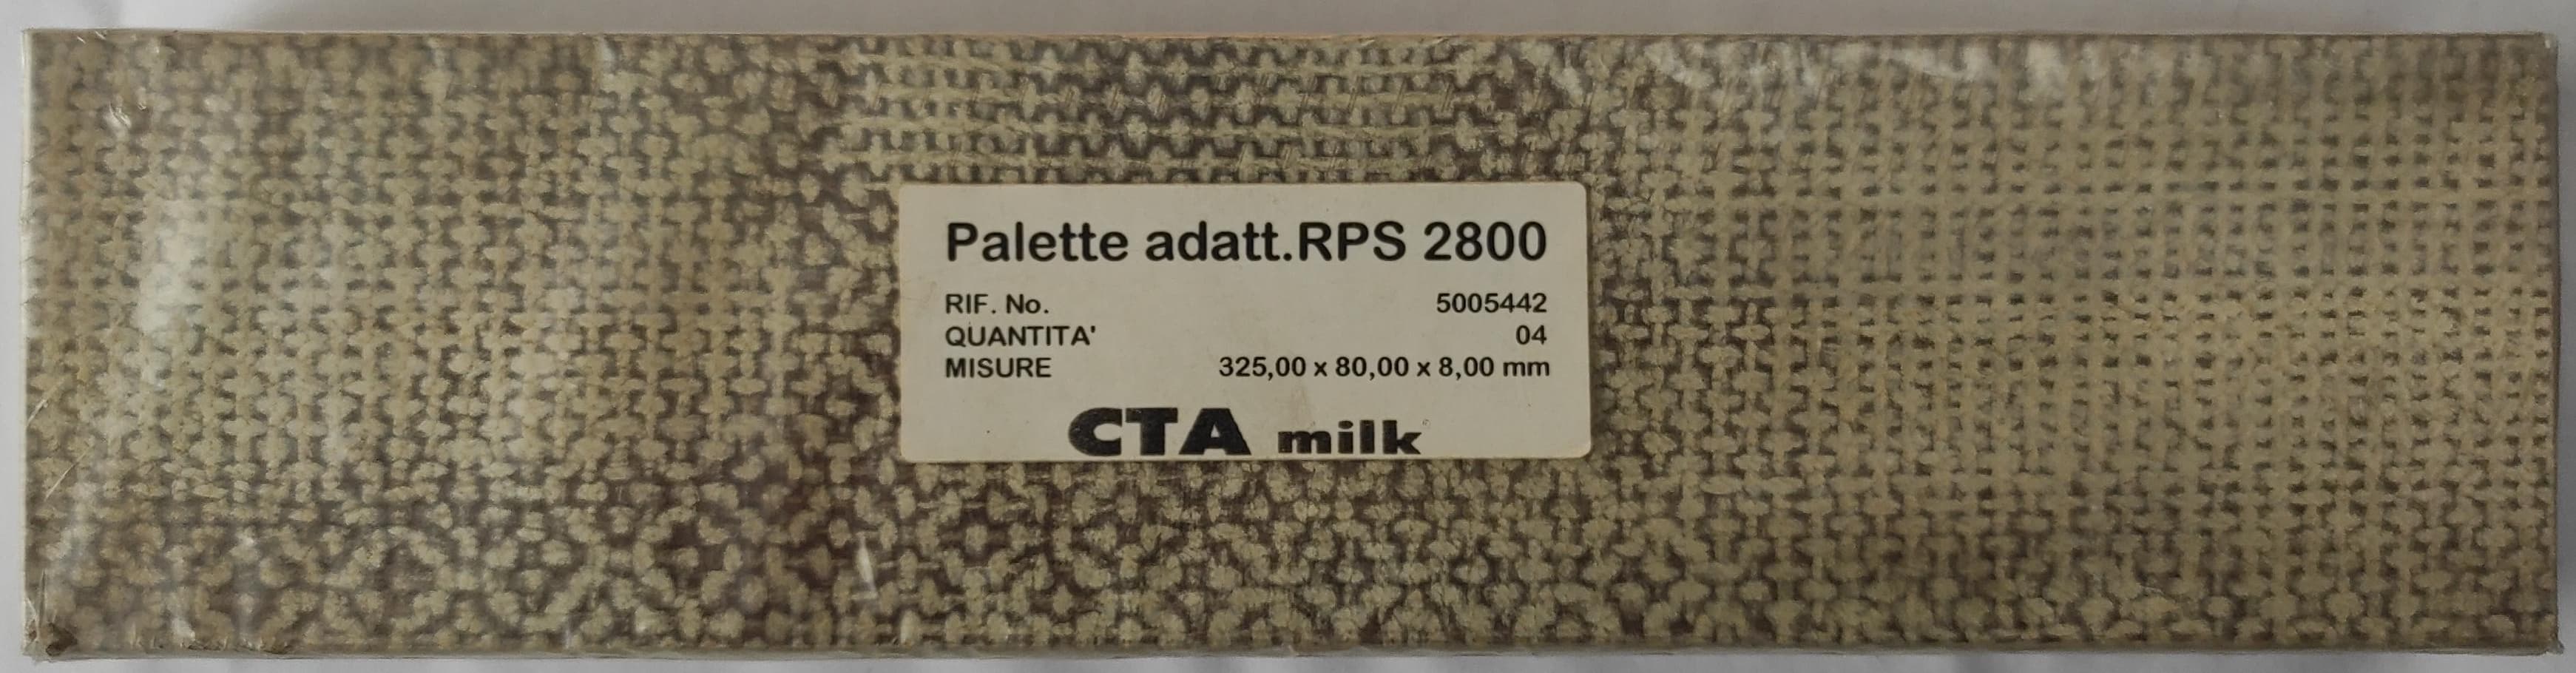 Palette adatt.RPS 2800
RIF. No. 5005442
QUANTITA' 04
MISURE 325,00 x 80,00 x 8,00 mm
CTA milk